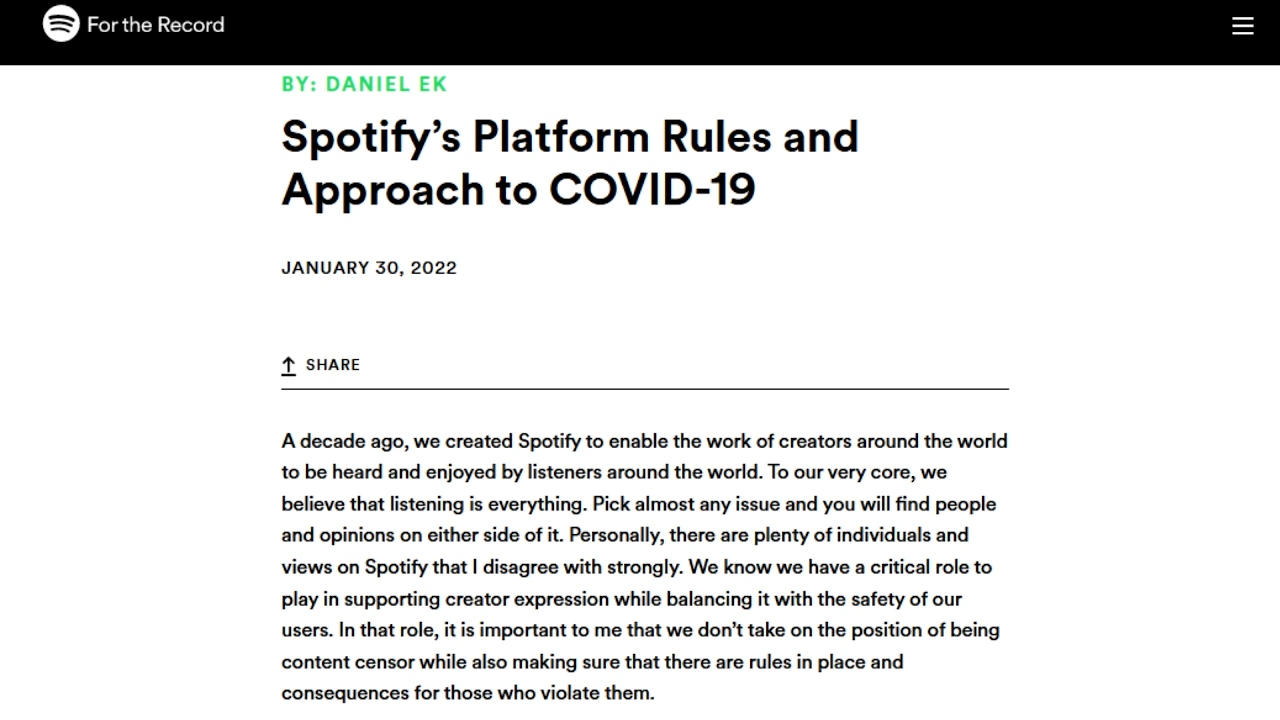 For the Record
BY: DANIEL EK
Spotify’s Platform Rules and
Approach to COVID-19
JANUARY 30, 2022
SHARE
A decade ago, we created Spotify to enable the work of creators around the world
to be heard and enjoyed by listeners around the world. To our very core, we
believe that listening is everything. Pick almost any issue and you will find people
and opinions on either side of it. Personally, there are plenty of individuals and
views on Spotify that I disagree with strongly. We know we have a critical role to
play in supporting creator expression while balancing it with the safety of our
users. In that role, it is important to me that we don’t take on the position of being
content censor while also making sure that there are rules in place and
consequences for those who violate them.